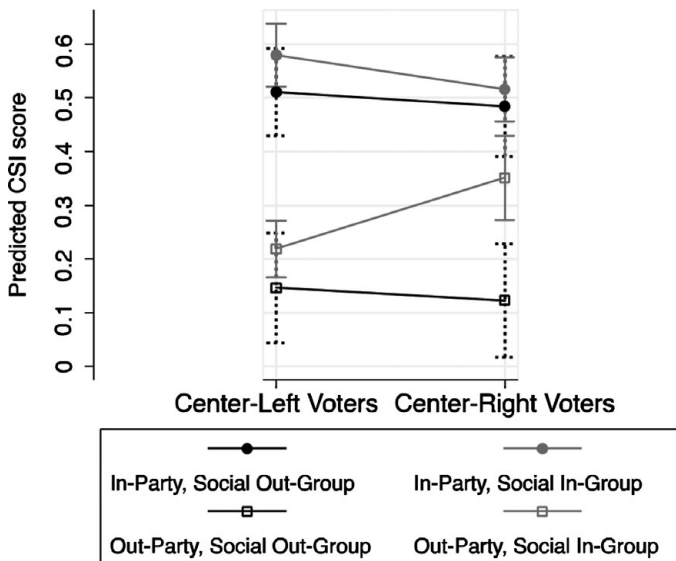 Predicted CSI score
0.6
0.5
0.4
0.3
0.2
0.1
0
Center-Left Voters Center-Right Voters
In-Party, Social Out-Group In-Party, Social In-Group
Out-Party, Social Out-Group Out-Party, Social In-Group